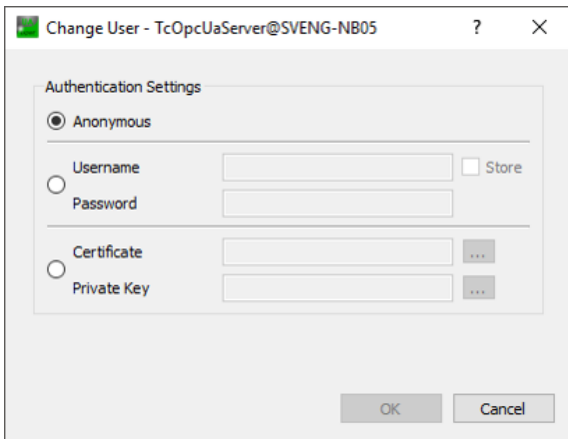 Change User - TcOpcUaServer@SVENG-NB05 ?
Authentication Settings
Anonymous
Username Store
Password
Certificate ...
Private Key ...
OK Cancel